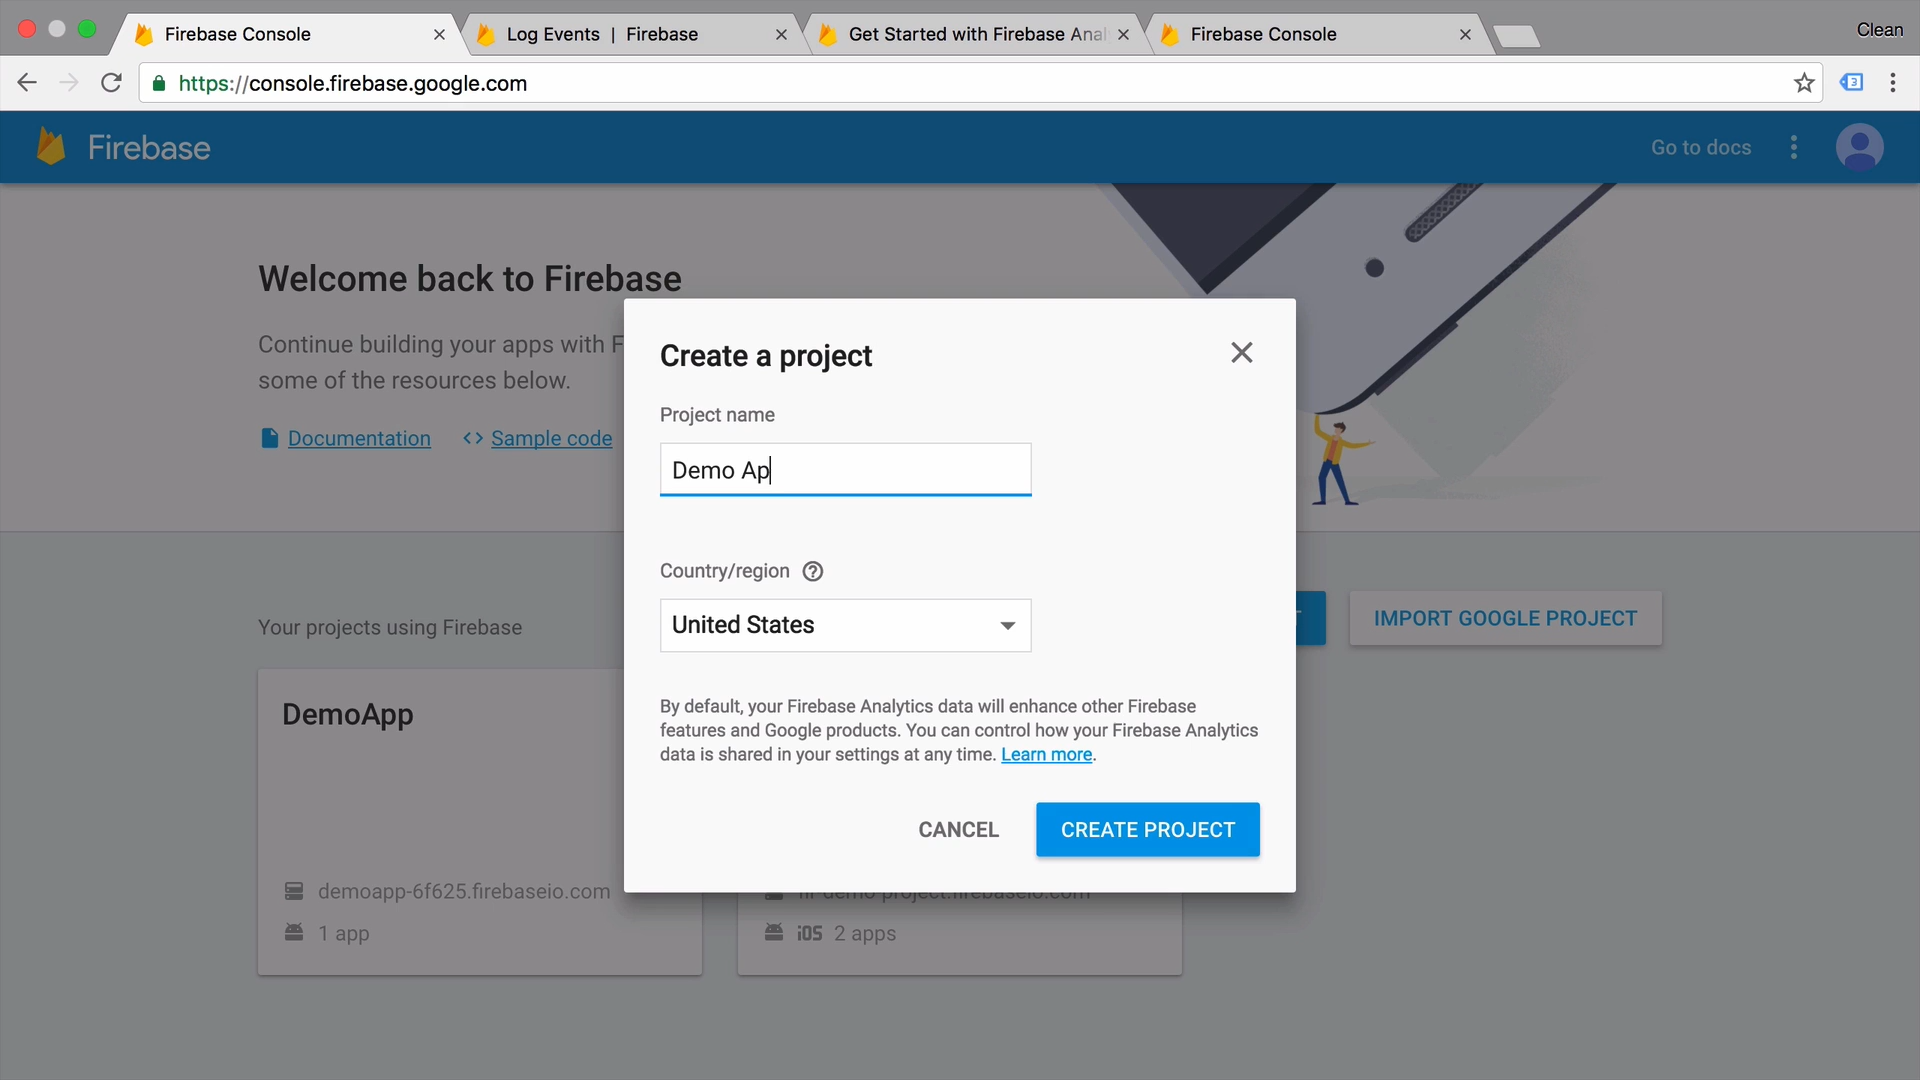 Firebase Console
Log Events | Firebase
Get Started with Firebase Anal
Firebase Console
Clean
https://console.firebase.google.com
3
Firebase
Go to docs
Welcome back to Firebase
Continue building your apps with F
some of the resources below.
Documentation
Sample code
Create a project
Project name
Demo Ap
Country/region ?
United States
By default, your Firebase Analytics data will enhance other Firebase
features and Google products. You can control how your Firebase Analytics
data is shared in your settings at any time. Learn more.
CANCEL
CREATE PROJECT
T
IMPORT GOOGLE PROJECT
Your projects using Firebase
DemoApp
demoapp-6f625.firebaseio.com
1 app
iOS 2 apps